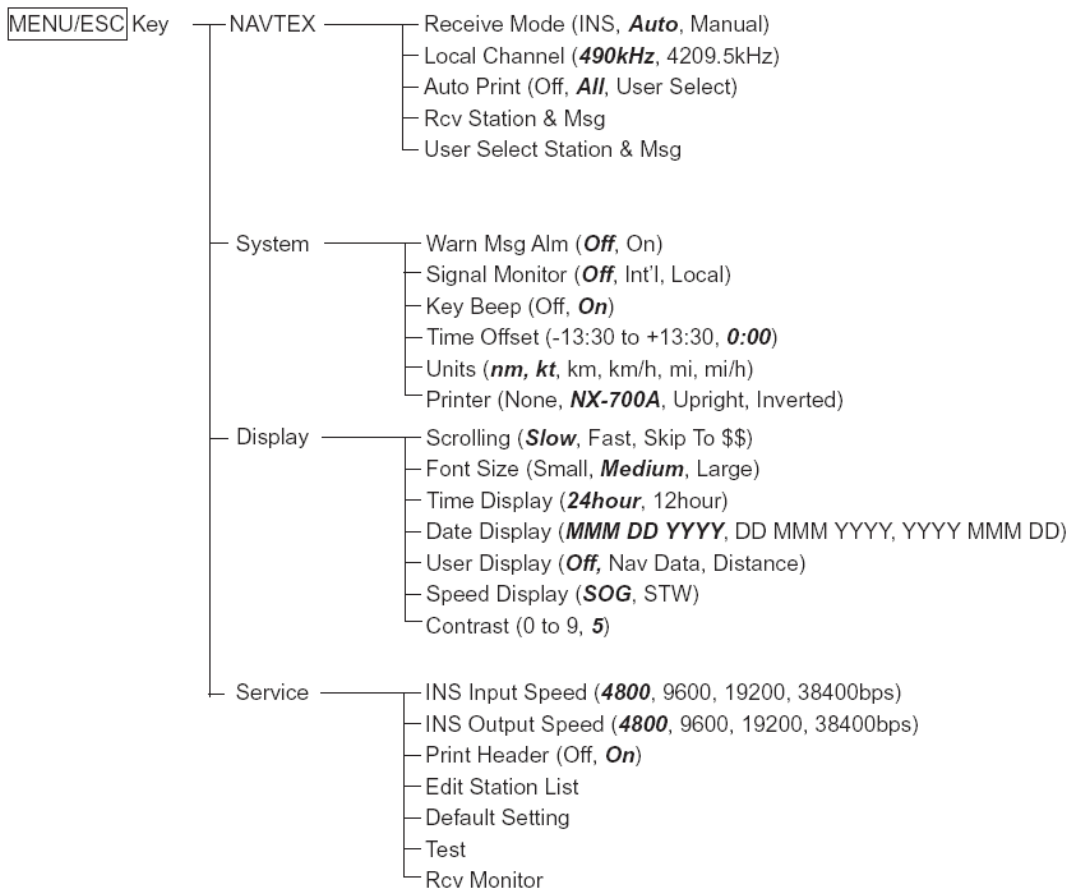 MENU/ESC Key
NAVTEX
Receive Mode (INS, Auto, Manual)
Local Channel (490kHz, 4209.5kHz)
Auto Print (Off, All, User Select)
Rcv Station & Msg
User Select Station & Msg
System
Warn Msg Alm (Off, On)
Signal Monitor (Off, Int'l, Local)
Key Beep (Off, On)
Time Offset (-13:30 to +13:30, 0:00)
Units (nm, kt, km, km/h, mi, mi/h)
Printer (None, NX-700A, Upright, Inverted)
Display
Scrolling (Slow, Fast, Skip To $$)
Font Size (Small, Medium, Large)
Time Display (24hour, 12hour)
Date Display (MMM DD YYYY, DD MMM YYYY, YYYY MMM DD)
User Display (Off, Nav Data, Distance)
Speed Display (SOG, STW)
Contrast (0 to 9, 5)
Service
INS Input Speed (4800, 9600, 19200, 38400bps)
INS Output Speed (4800, 9600, 19200, 38400bps)
Print Header (Off, On)
Edit Station List
Default Setting
Test
Rcv Monitor